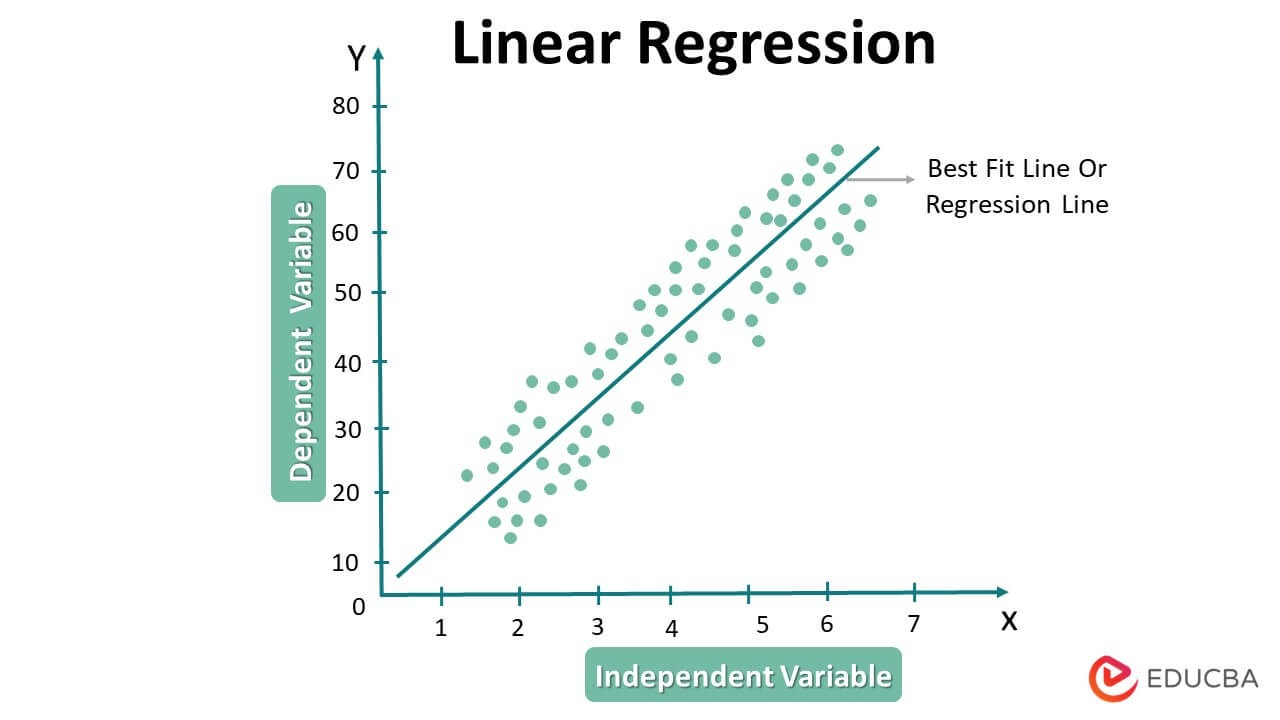 Linear Regression
Y
80
70
60
50
40
30
20
10
0
Dependent Variable
Best Fit Line Or
Regression Line
1 2 3 4 5 6 7 X
Independent Variable
EDUCBA